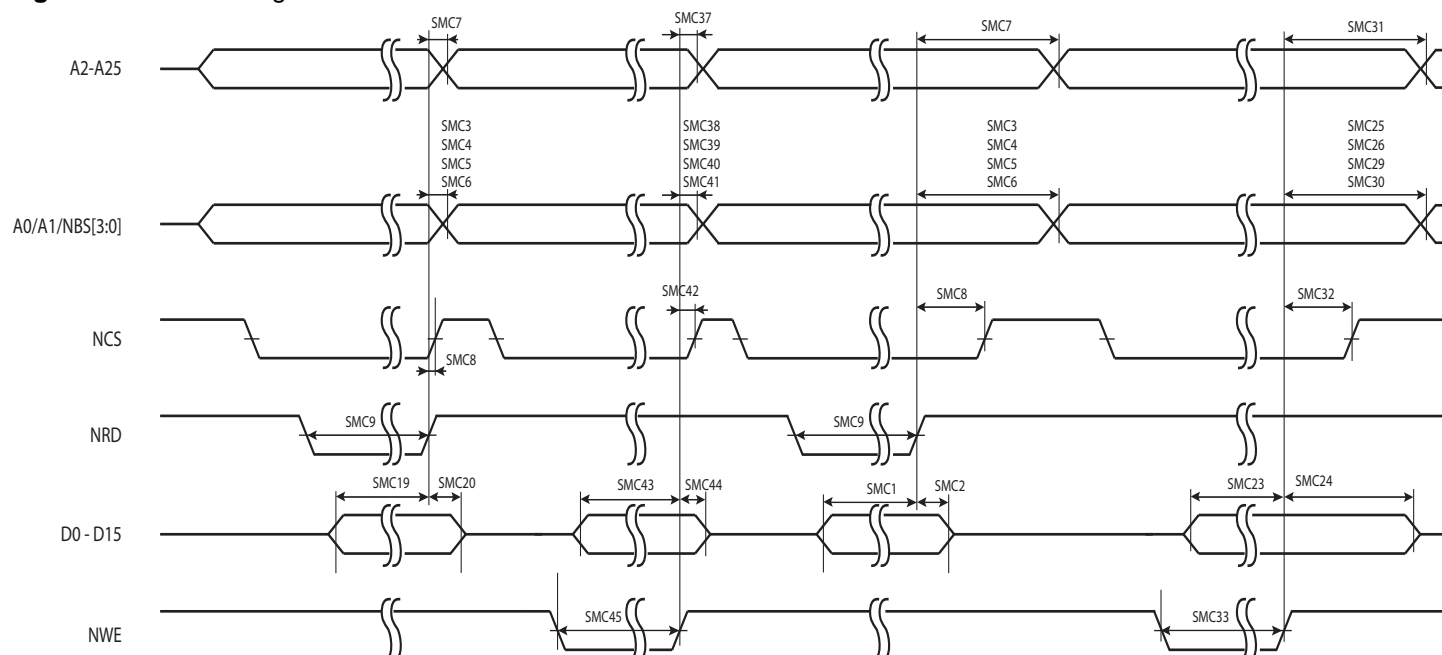 SMC7 SMC37 SMC7 SMC31
A2-A25
SMC3 SMC38 SMC3 SMC25
SMC4 SMC39 SMC4 SMC26
SMC5 SMC40 SMC5 SMC29
SMC6 SMC41 SMC6 SMC30
A0/A1/NBS[3:0]
SMC42 SMC8 SMC32
NCS
SMC8
SMC9 SMC9
NRD
SMC19 SMC20 SMC43 SMC44 SMC1 SMC2 SMC23 SMC24
D0 - D15
SMC45 SMC33
NWE